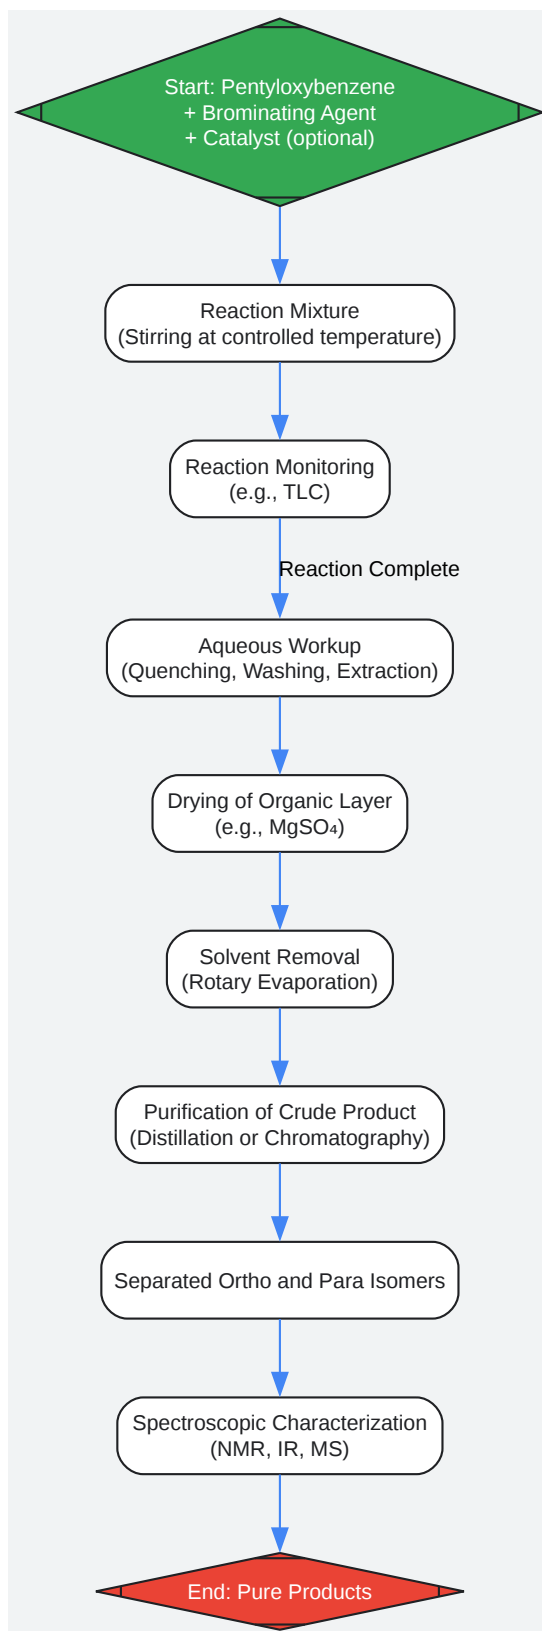 Start: Pentyloxybenzene
+ Brominating Agent
+ Catalyst (optional)
Reaction Mixture
(Stirring at controlled temperature)
Reaction Monitoring
(e.g., TLC)
Reaction Complete
Aqueous Workup
(Quenching, Washing, Extraction)
Drying of Organic Layer
(e.g., MgSO₄)
Solvent Removal
(Rotary Evaporation)
Purification of Crude Product
(Distillation or Chromatography)
Separated Ortho and Para Isomers
Spectroscopic Characterization
(NMR, IR, MS)
End: Pure Products